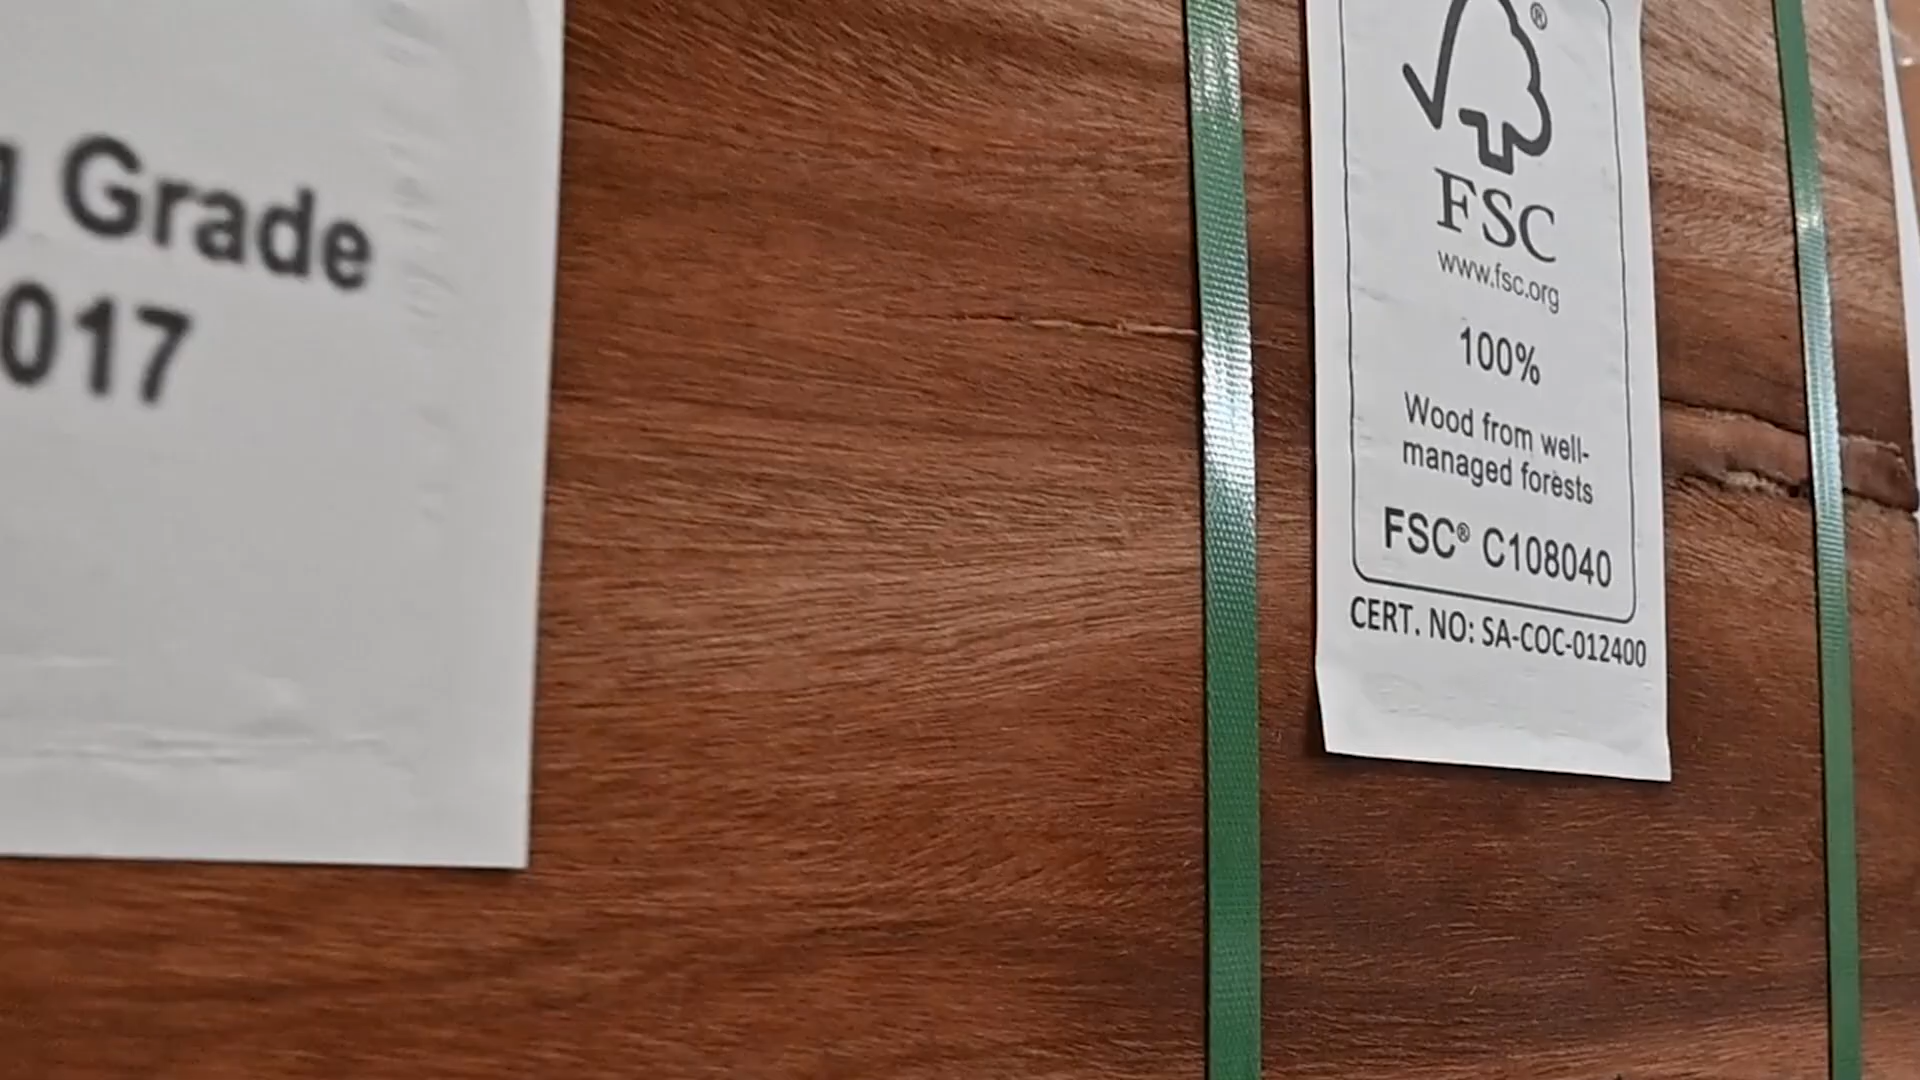 Grade
017
®
FSC
www.fsc.org
100%
Wood from well-
managed forests
FSC® C108040
CERT. NO: SA-COC-012400